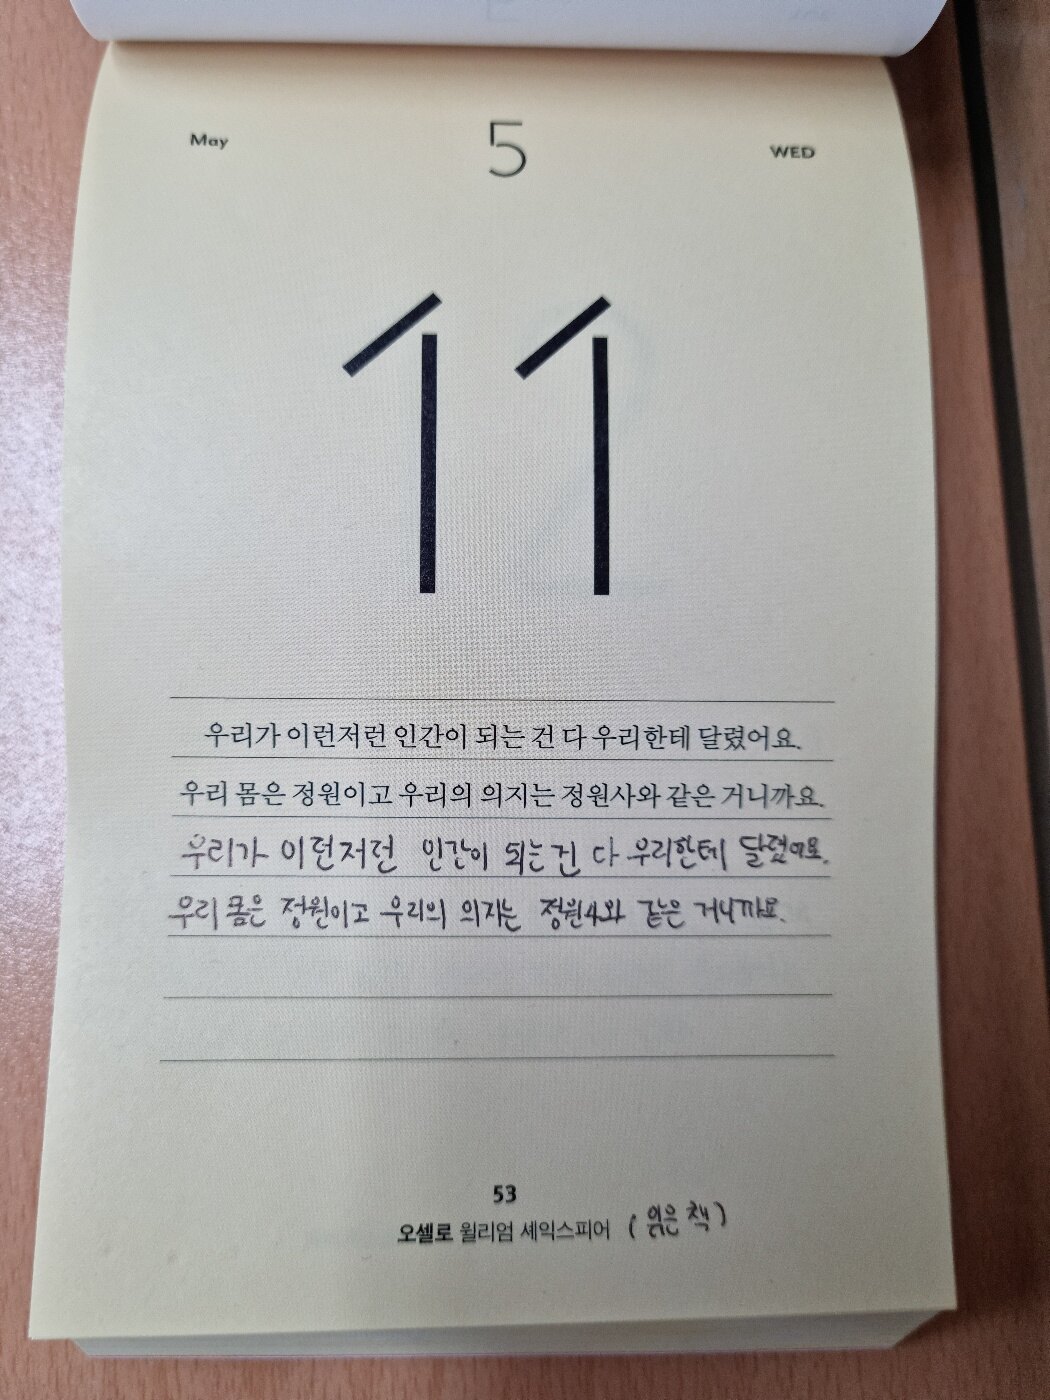 May 5 WED
11
우리가 이런저런 인간이 되는 건 다 우리한테 달렸어요.
우리 몸은 정원이고 우리의 의지는 정원사와 같은 거니까요.
우리가 이런저런 인간이 되는 건 다 우리한테 달렸어요.
우리 몸은 정원이고 우리의 의지는 정원사와 같은 거니까요.
53
오셀로 윌리엄 셰익스피어 (읽은 책)